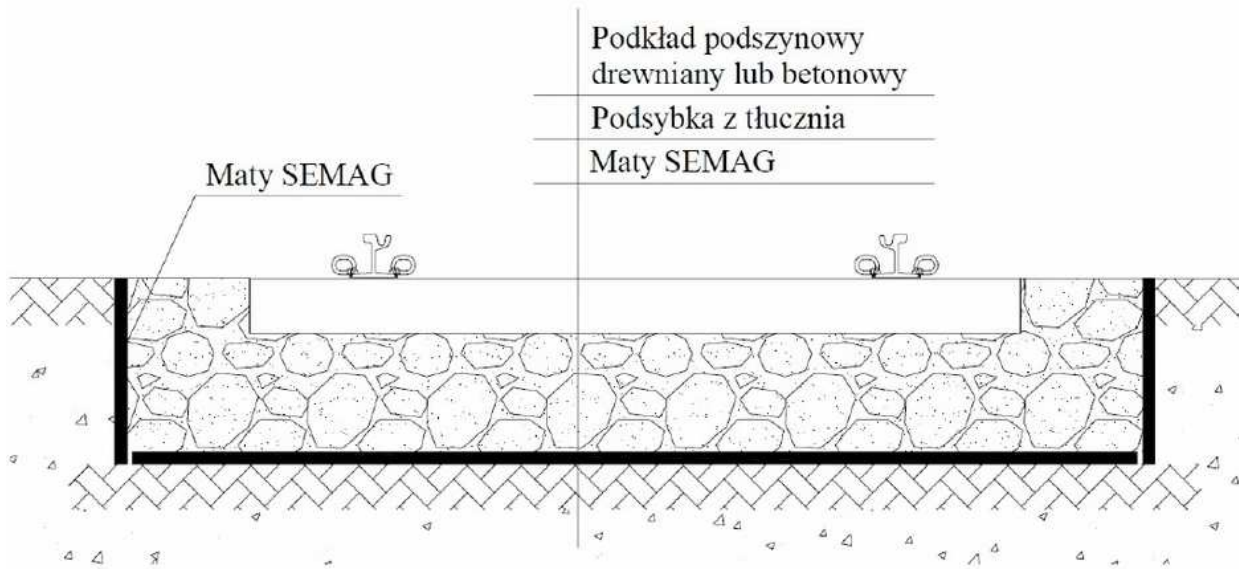 Podkład podszynowy
drewniany lub betonowy
Podsybka z tłucznia
Maty SEMAG
Maty SEMAG